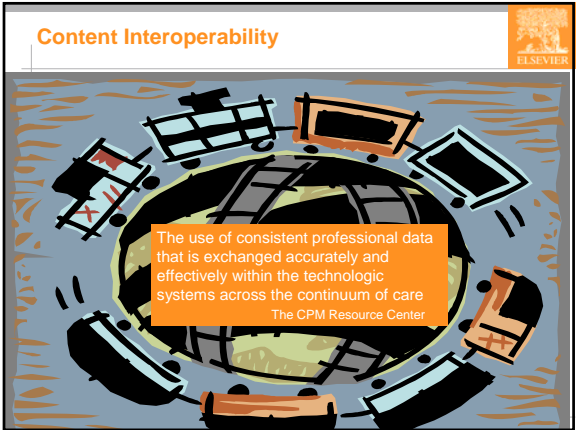 Content Interoperability
ELSEVIER
The use of consistent professional data
that is exchanged accurately and
effectively within the technologic
systems across the continuum of care
The CPM Resource Center